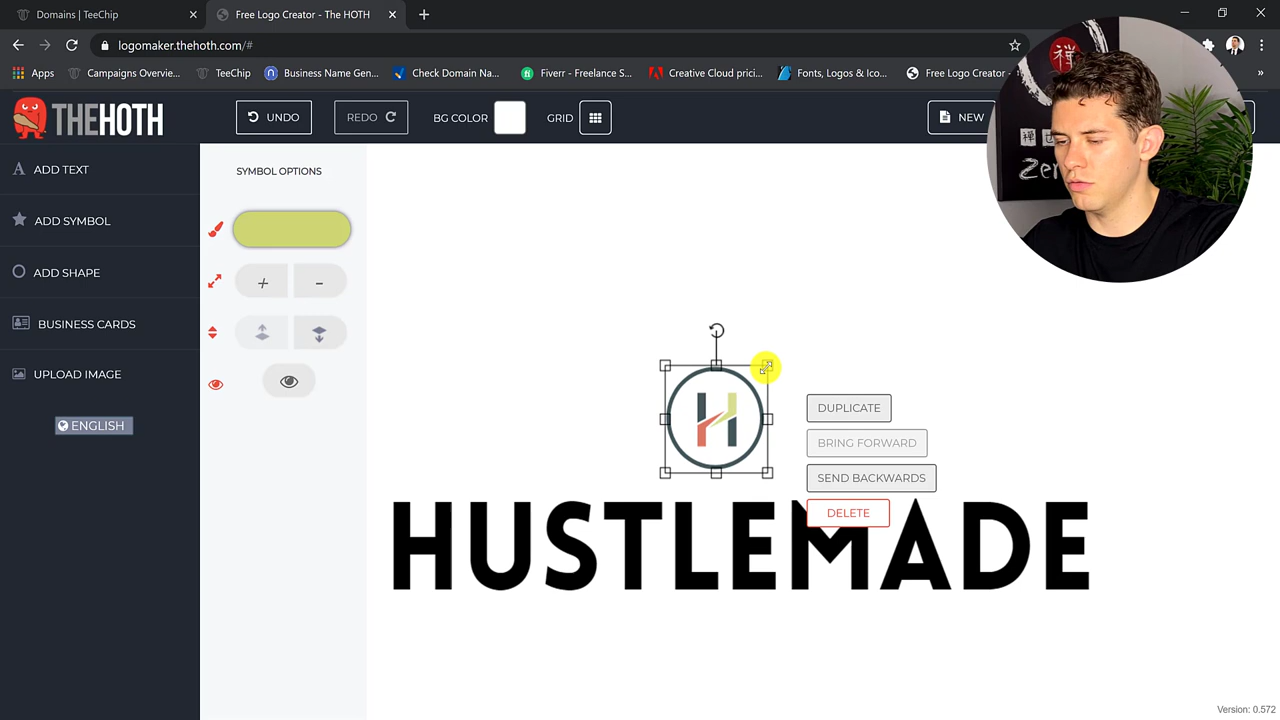 Domains | TeeChip
Free Logo Creator - The HOTH
logomaker.thehoth.com/#
Apps
Campaigns Overvie...
TeeChip
Business Name Gen...
Check Domain Na...
Fiverr - Freelance S...
Creative Cloud prici...
Fonts, Logos & Ico...
Free Logo Creator -
THEHOTH
UNDO
REDO
BG COLOR
GRID
NEW
ADD TEXT
ADD SYMBOL
ADD SHAPE
BUSINESS CARDS
UPLOAD IMAGE
ENGLISH
SYMBOL OPTIONS
+ -
H
DUPLICATE
BRING FORWARD
SEND BACKWARDS
DELETE
HUSTLEMADE
禅
Zen
Version: 0.572